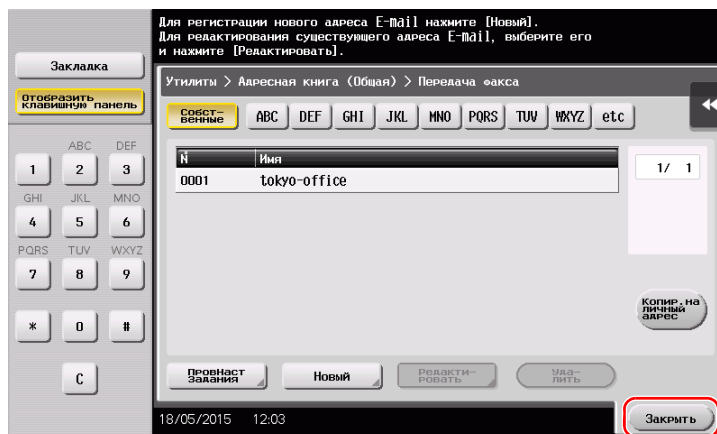 Для регистрации нового адреса E-mail нажмите [Новый].
Для редактирования существующего адреса E-mail, выберите его
и нажмите [Редактировать].
Закладка
Отобразить
клавишную панель
Утилиты > Адресная книга (Общая) > Передача факса
Собст-
венные
ABC DEF GHI JKL MNO PQRS TUV WXYZ etc
ABC DEF
1 2 3
GHI JKL MNO
4 5 6
PQRS TUV WXYZ
7 8 9
* 0 #
C
N Имя
0001 tokyo-office
1/ 1
Копир.на
личный
адрес
ПровНаст
Задания
Новый
Редакти-
ровать
Уда-
лить
18/05/2015 12:03
Закрыть